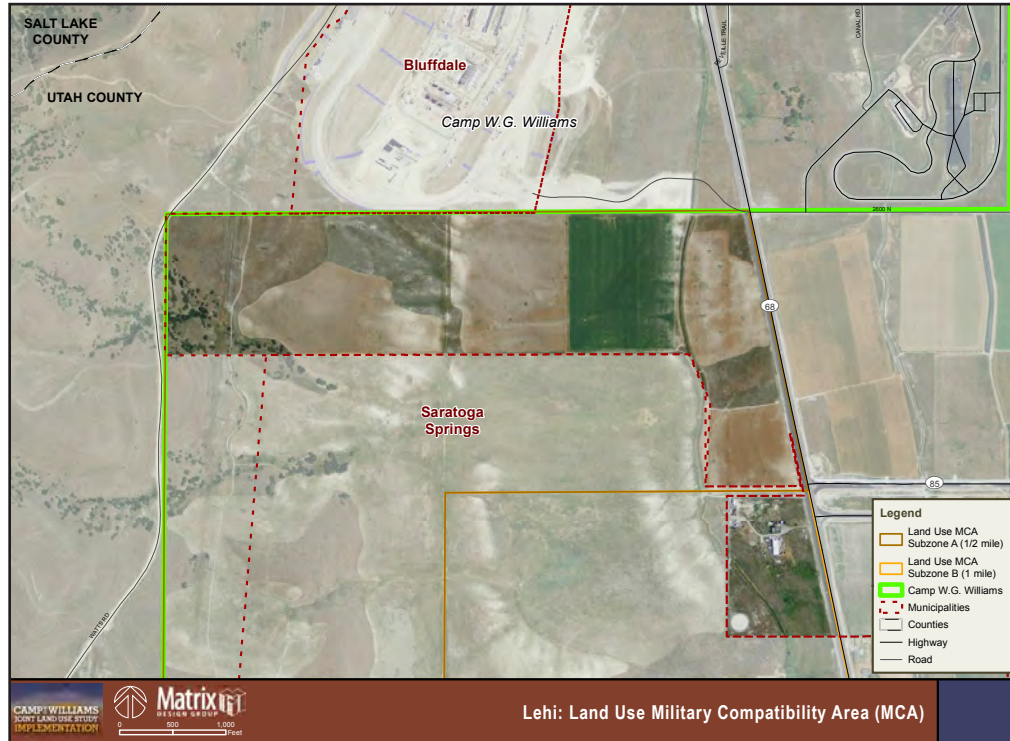 SALT LAKE
COUNTY
UTAH COUNTY
Bluffdale
Camp W.G. Williams
CANAL RD
2600 N
68
Saratoga
Springs
85
WATTS RD
Legend
Land Use MCA
Subzone A (1/2 mile)
Land Use MCA
Subzone B (1 mile)
Camp W.G. Williams
Municipalities
Counties
Highway
Road
CAMP WILLIAMS
JOINT LAND USE STUDY
IMPLEMENTATION
Matrix
DESIGN GROUP
0 500 1,000
Feet
Lehi: Land Use Military Compatibility Area (MCA)